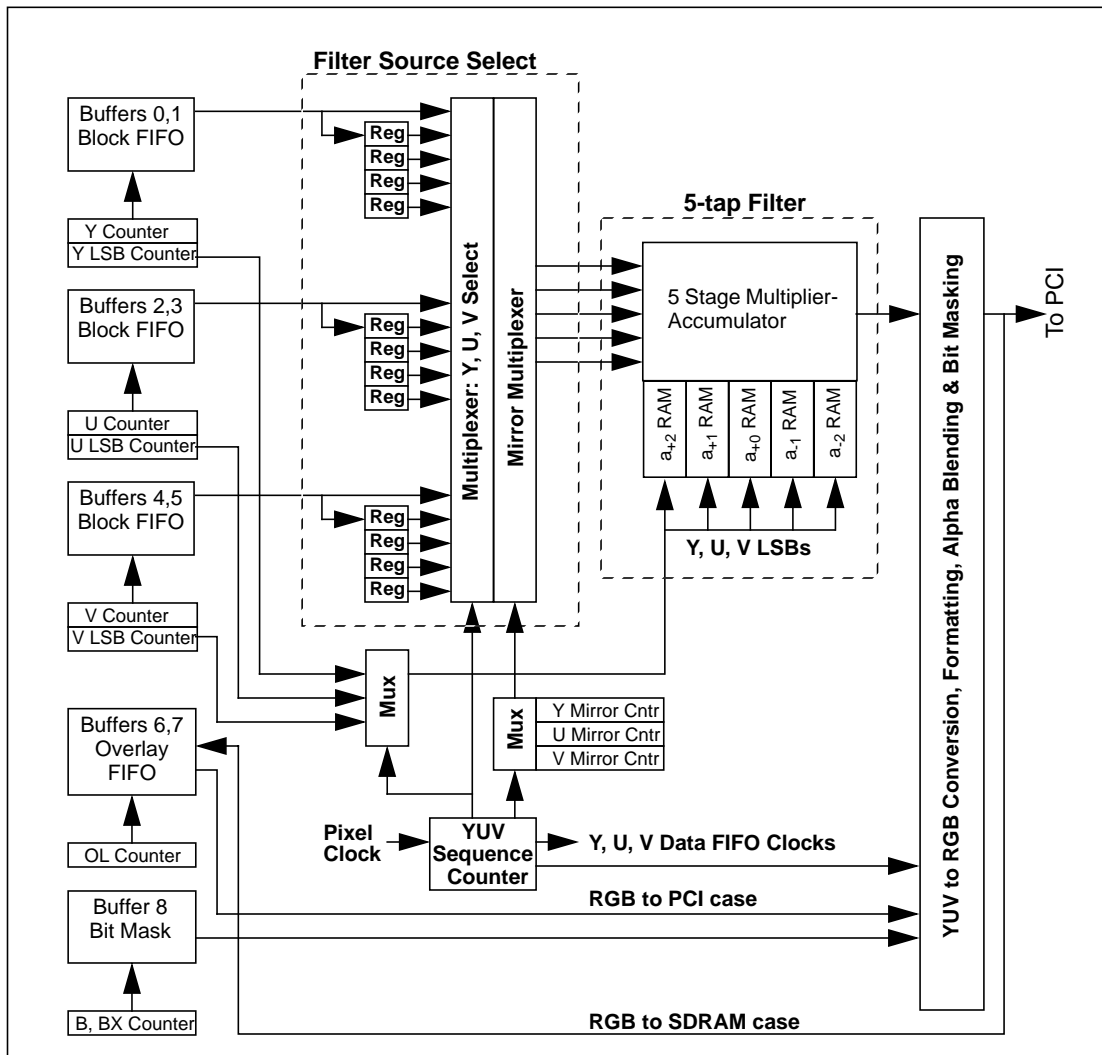 Filter Source Select
Buffers 0,1
Block FIFO
Reg
Reg
Reg
Reg
Y Counter
Y LSB Counter
Buffers 2,3
Block FIFO
Reg
Reg
Reg
Reg
U Counter
U LSB Counter
Buffers 4,5
Block FIFO
Reg
Reg
Reg
Reg
V Counter
V LSB Counter
Multiplexer: Y, U, V Select
Mirror Multiplexer
5-tap Filter
5 Stage Multiplier-
Accumulator
a+2 RAM
a+1 RAM
a+0 RAM
a-1 RAM
a-2 RAM
Y, U, V LSBs
YUV to RGB Conversion, Formatting, Alpha Blending & Bit Masking
To PCI
Mux
Mux
Y Mirror Cntr
U Mirror Cntr
V Mirror Cntr
Buffers 6,7
Overlay
FIFO
OL Counter
Pixel
Clock
YUV
Sequence
Counter
Y, U, V Data FIFO Clocks
RGB to PCI case
Buffer 8
Bit Mask
B, BX Counter
RGB to SDRAM case